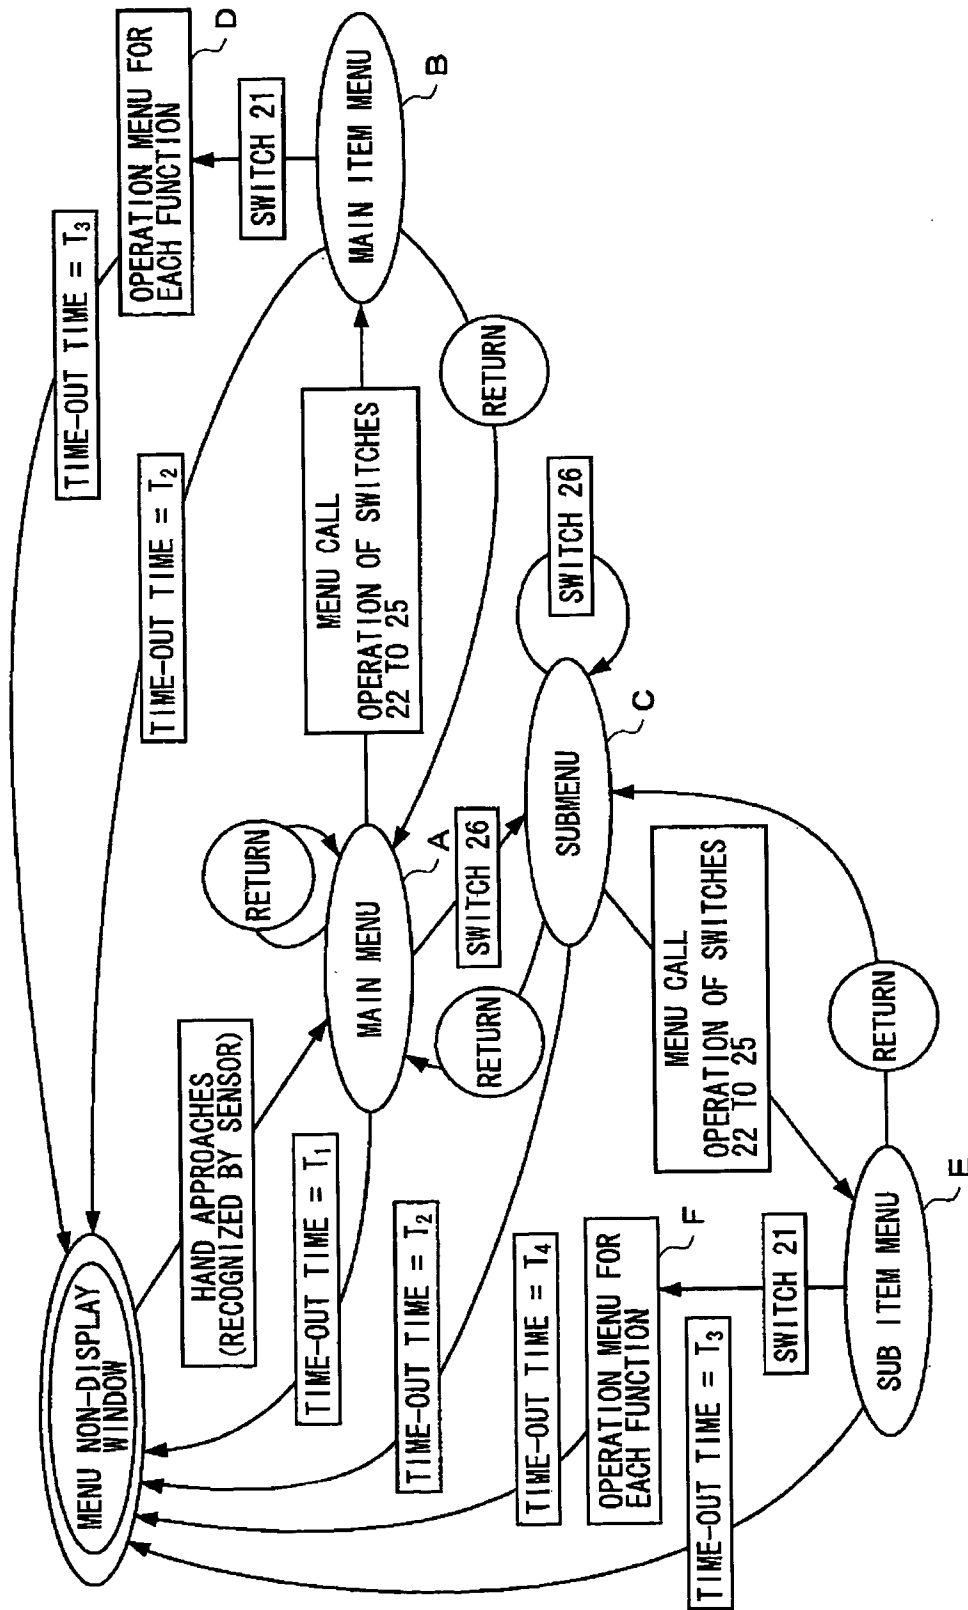 MENU NON-DISPLAY
WINDOW
HAND APPROACHES
(RECOGNIZED BY SENSOR)
TIME-OUT TIME = T3
OPERATION MENU FOR
EACH FUNCTION
D
TIME-OUT TIME = T2
SWITCH 21
MAIN ITEM MENU
B
RETURN
MENU CALL
OPERATION OF SWITCHES
22 TO 25
RETURN
MAIN MENU
A
TIME-OUT TIME = T1
SWITCH 26
RETURN
SUBMENU
C
SWITCH 26
TIME-OUT TIME = T2
MENU CALL
OPERATION OF SWITCHES
22 TO 25
RETURN
TIME-OUT TIME = T4
OPERATION MENU FOR
EACH FUNCTION
F
SWITCH 21
TIME-OUT TIME = T3
SUB ITEM MENU
E